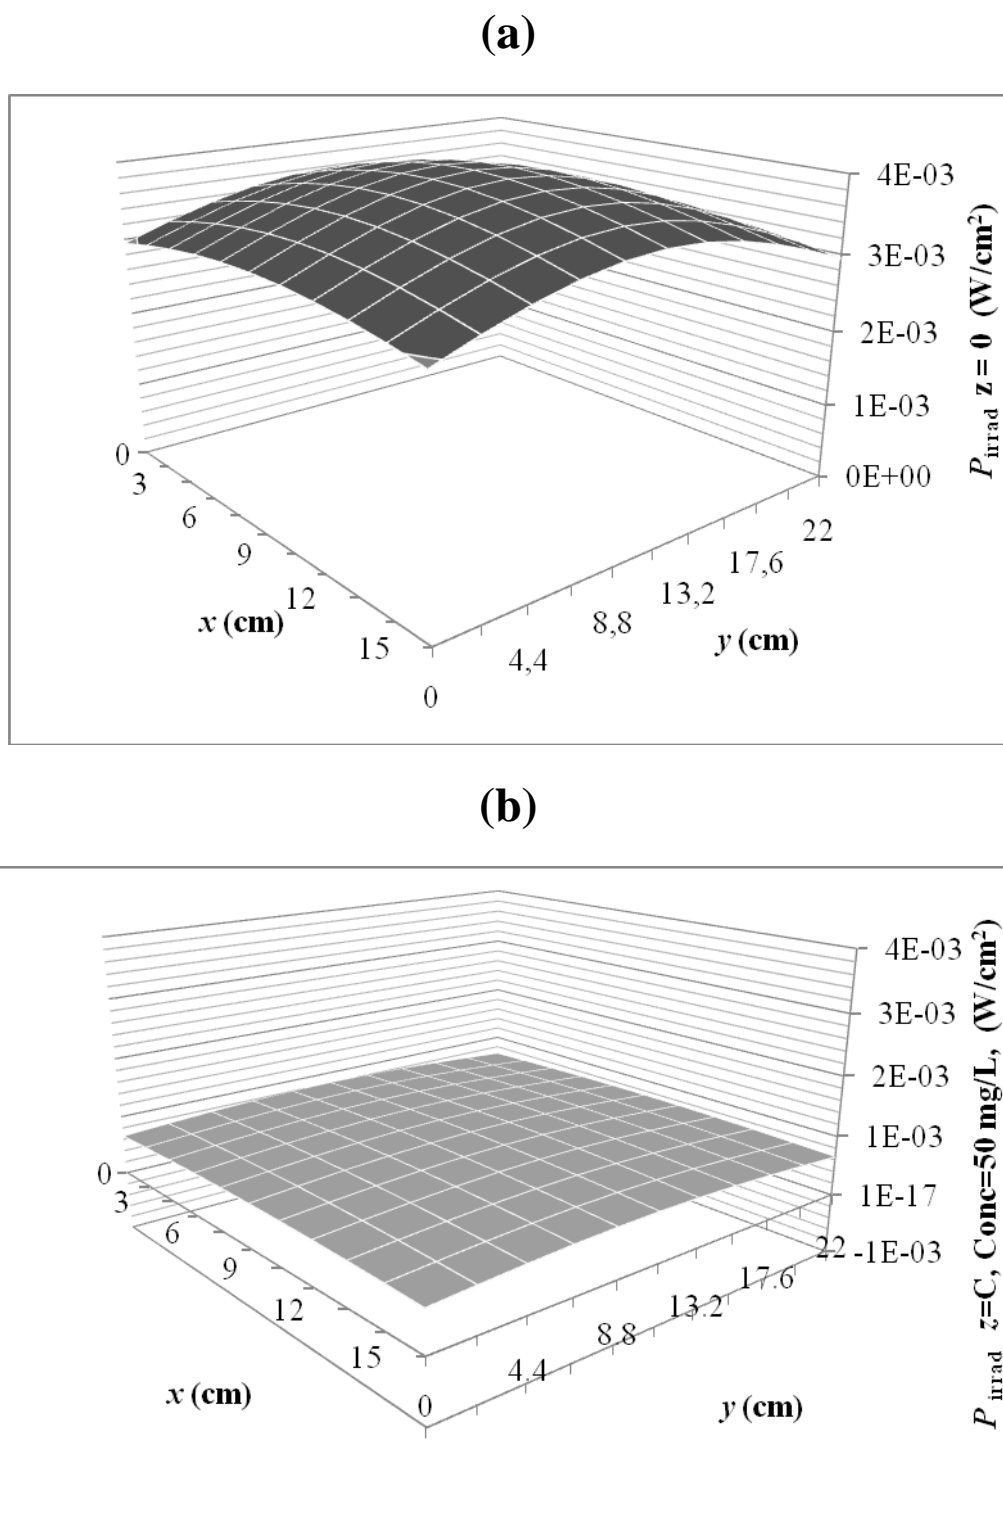 (a)
4E-03
3E-03
2E-03
1E-03
0E+00
P irrad z = 0 (W/cm²)
0
3
6
9
12
15
x (cm)
0
4,4
8,8
13,2
17,6
22
y (cm)
(b)
4E-03
3E-03
2E-03
1E-03
1E-17
-1E-03
P irrad z=C, Conc=50 mg/L, (W/cm²)
0
3
6
9
12
15
x (cm)
0
4.4
8.8
13.2
17.6
22
y (cm)